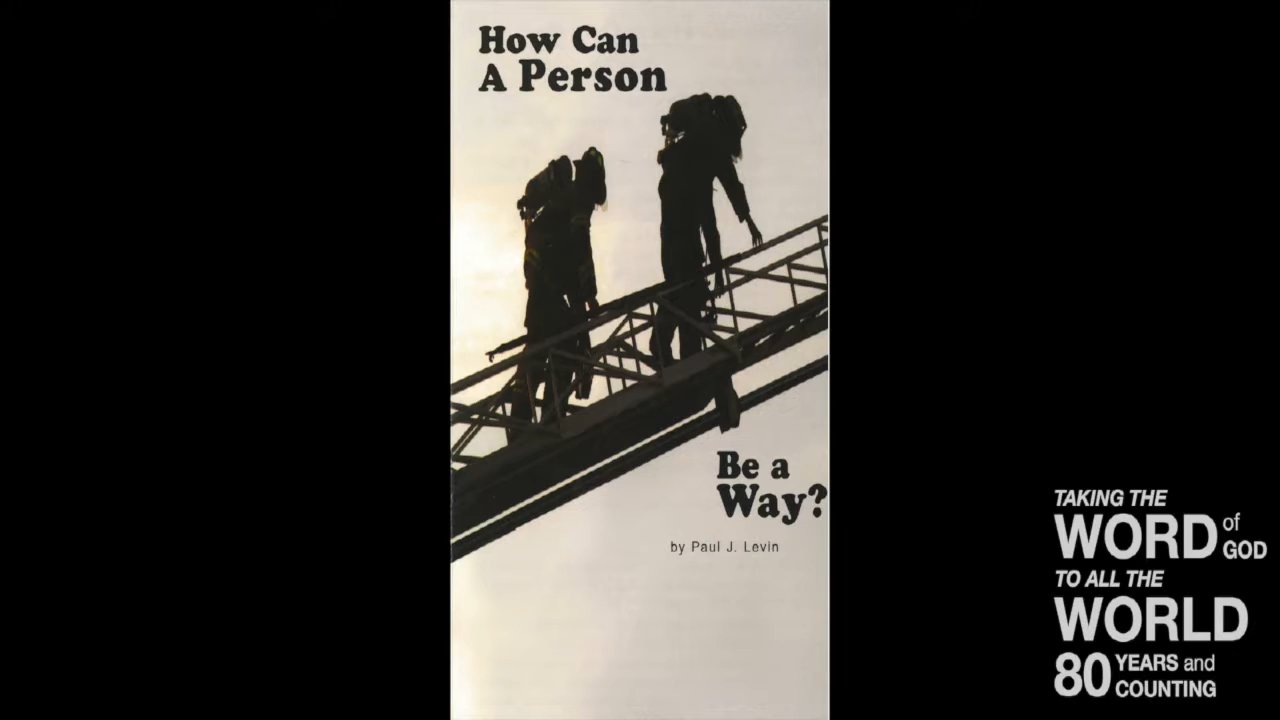 How Can
A Person
Be a
Way?
by Paul J. Levin
TAKING THE
WORD of GOD
TO ALL THE
WORLD
80 YEARS and
COUNTING